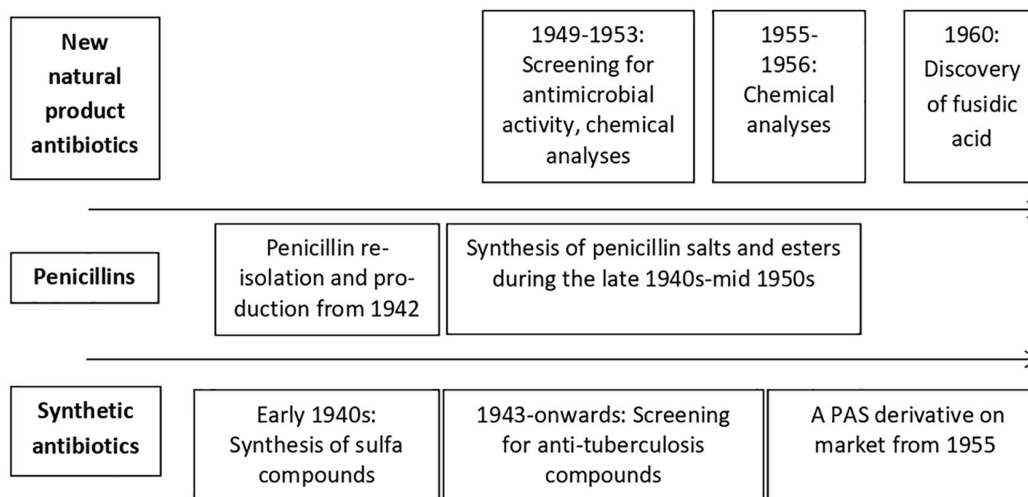 New
natural
product
antibiotics
1949-1953:
Screening for
antimicrobial
activity, chemical
analyses
1955-
1956:
Chemical
analyses
1960:
Discovery
of fusidic
acid
Penicillins
Penicillin re-
isolation and pro-
duction from 1942
Synthesis of penicillin salts and esters
during the late 1940s-mid 1950s
Synthetic
antibiotics
Early 1940s:
Synthesis of sulfa
compounds
1943-onwards: Screening
for anti-tuberculosis
compounds
A PAS derivative on
market from 1955